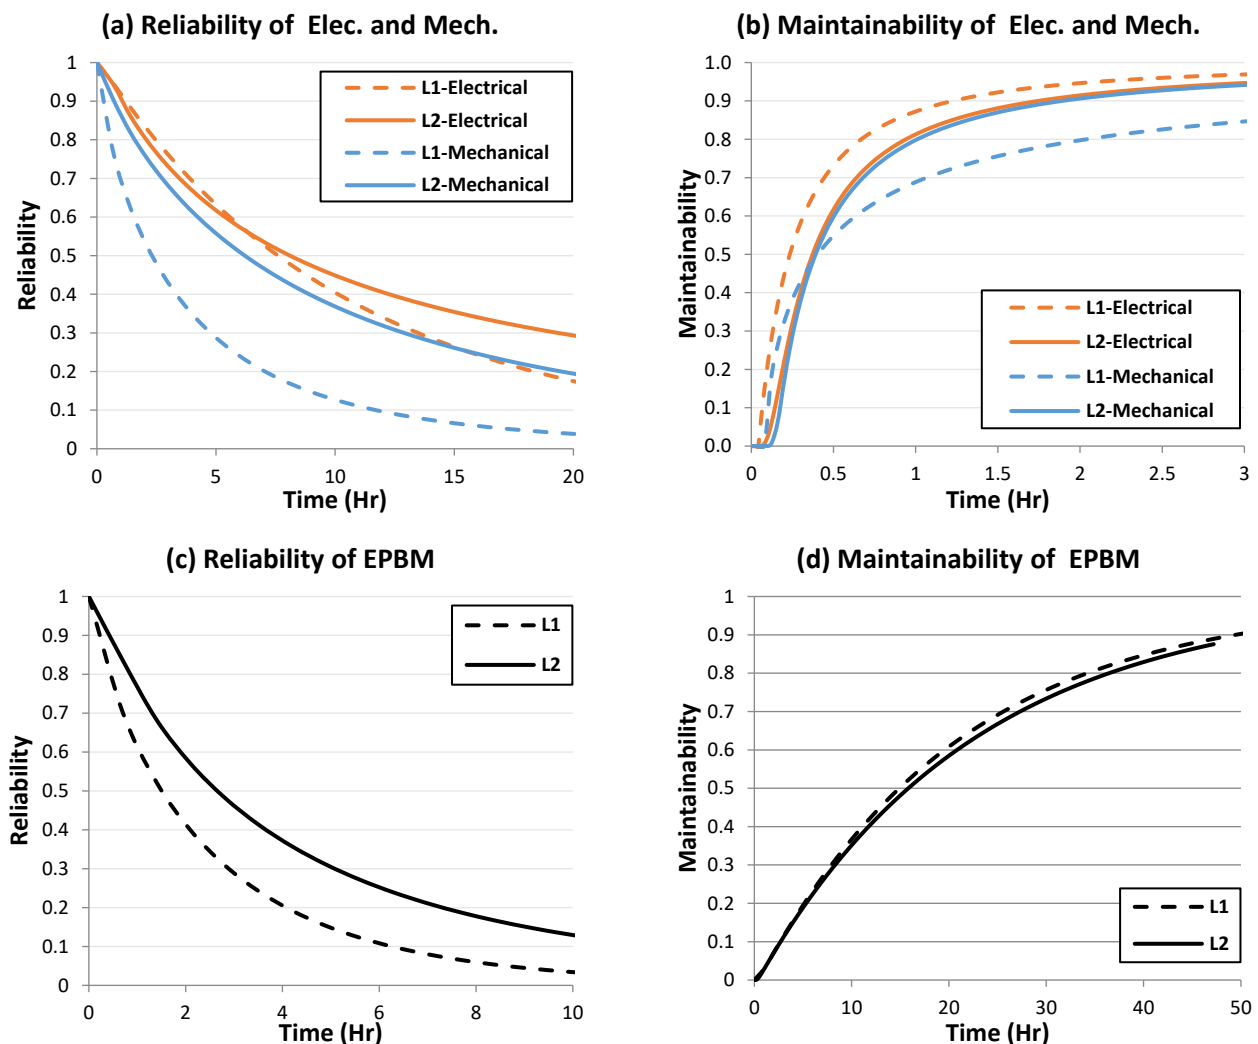 (a) Reliability of Elec. and Mech.
1
0.9
0.8
0.7
0.6
0.5
0.4
0.3
0.2
0.1
0
Reliability
0 5 10 15 20
Time (Hr)
L1-Electrical
L2-Electrical
L1-Mechanical
L2-Mechanical
(b) Maintainability of Elec. and Mech.
1.0
0.9
0.8
0.7
0.6
0.5
0.4
0.3
0.2
0.1
0.0
Maintainability
0 0.5 1 1.5 2 2.5 3
Time (Hr)
L1-Electrical
L2-Electrical
L1-Mechanical
L2-Mechanical
(c) Reliability of EPBM
1
0.9
0.8
0.7
0.6
0.5
0.4
0.3
0.2
0.1
0
Reliability
0 2 4 6 8 10
Time (Hr)
L1
L2
(d) Maintainability of EPBM
1
0.9
0.8
0.7
0.6
0.5
0.4
0.3
0.2
0.1
0
Maintainability
0 10 20 30 40 50
Time (Hr)
L1
L2